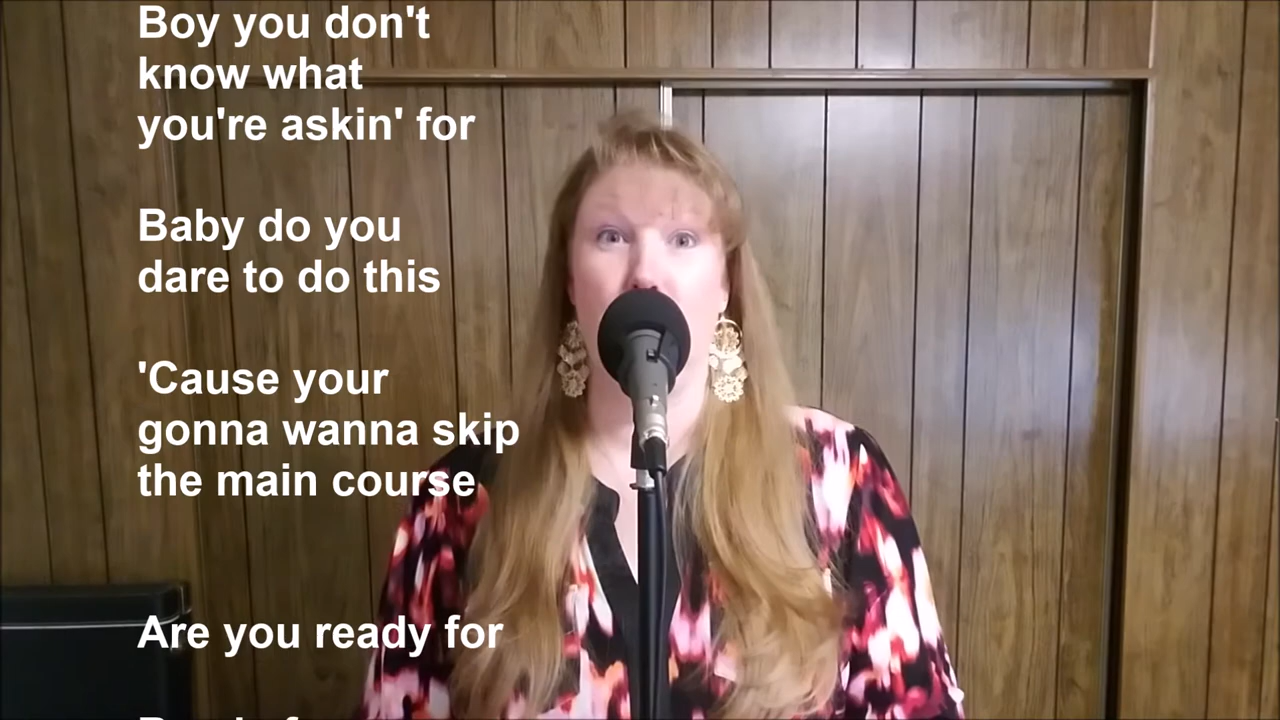 Boy you don't
know what
you're askin' for
Baby do you
dare to do this
'Cause your
gonna wanna skip
the main course
Are you ready for